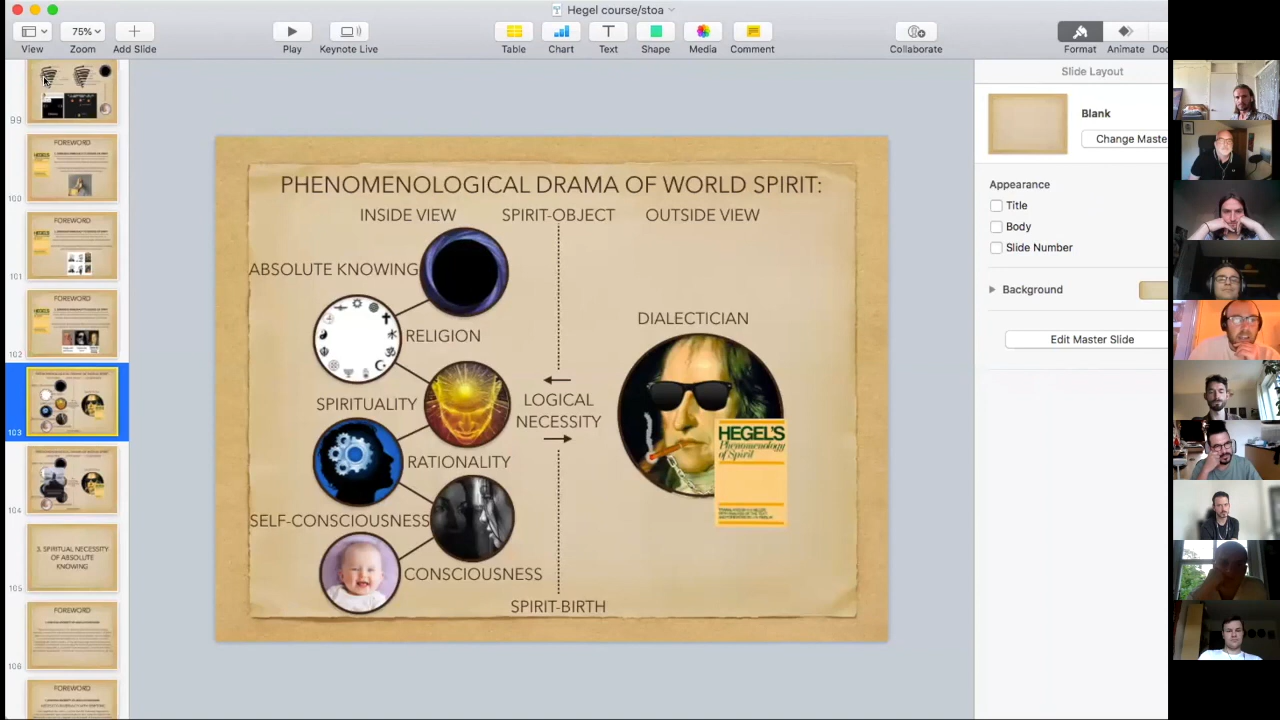 Hegel course/stoa
75%
View
Zoom
Add Slide
Play
Keynote Live
Table
Chart
Text
Shape
Media
Comment
Collaborate
Format
Animate
Slide Layout
Blank
Change Maste
Appearance
Title
Body
Slide Number
Background
Edit Master Slide
99
FOREWORD
100
FOREWORD
101
FOREWORD
102
103
104
3. SPIRITUAL NECESSITY
OF ABSOLUTE
KNOWING
105
FOREWORD
106
FOREWORD
PHENOMENOLOGICAL DRAMA OF WORLD SPIRIT:
INSIDE VIEW
SPIRIT-OBJECT
OUTSIDE VIEW
ABSOLUTE KNOWING
RELIGION
SPIRITUALITY
RATIONALITY
SELF-CONSCIOUSNESS
CONSCIOUSNESS
LOGICAL
NECESSITY
DIALECTICIAN
HEGEL'S
Phenomenology
of Spirit
SPIRIT-BIRTH